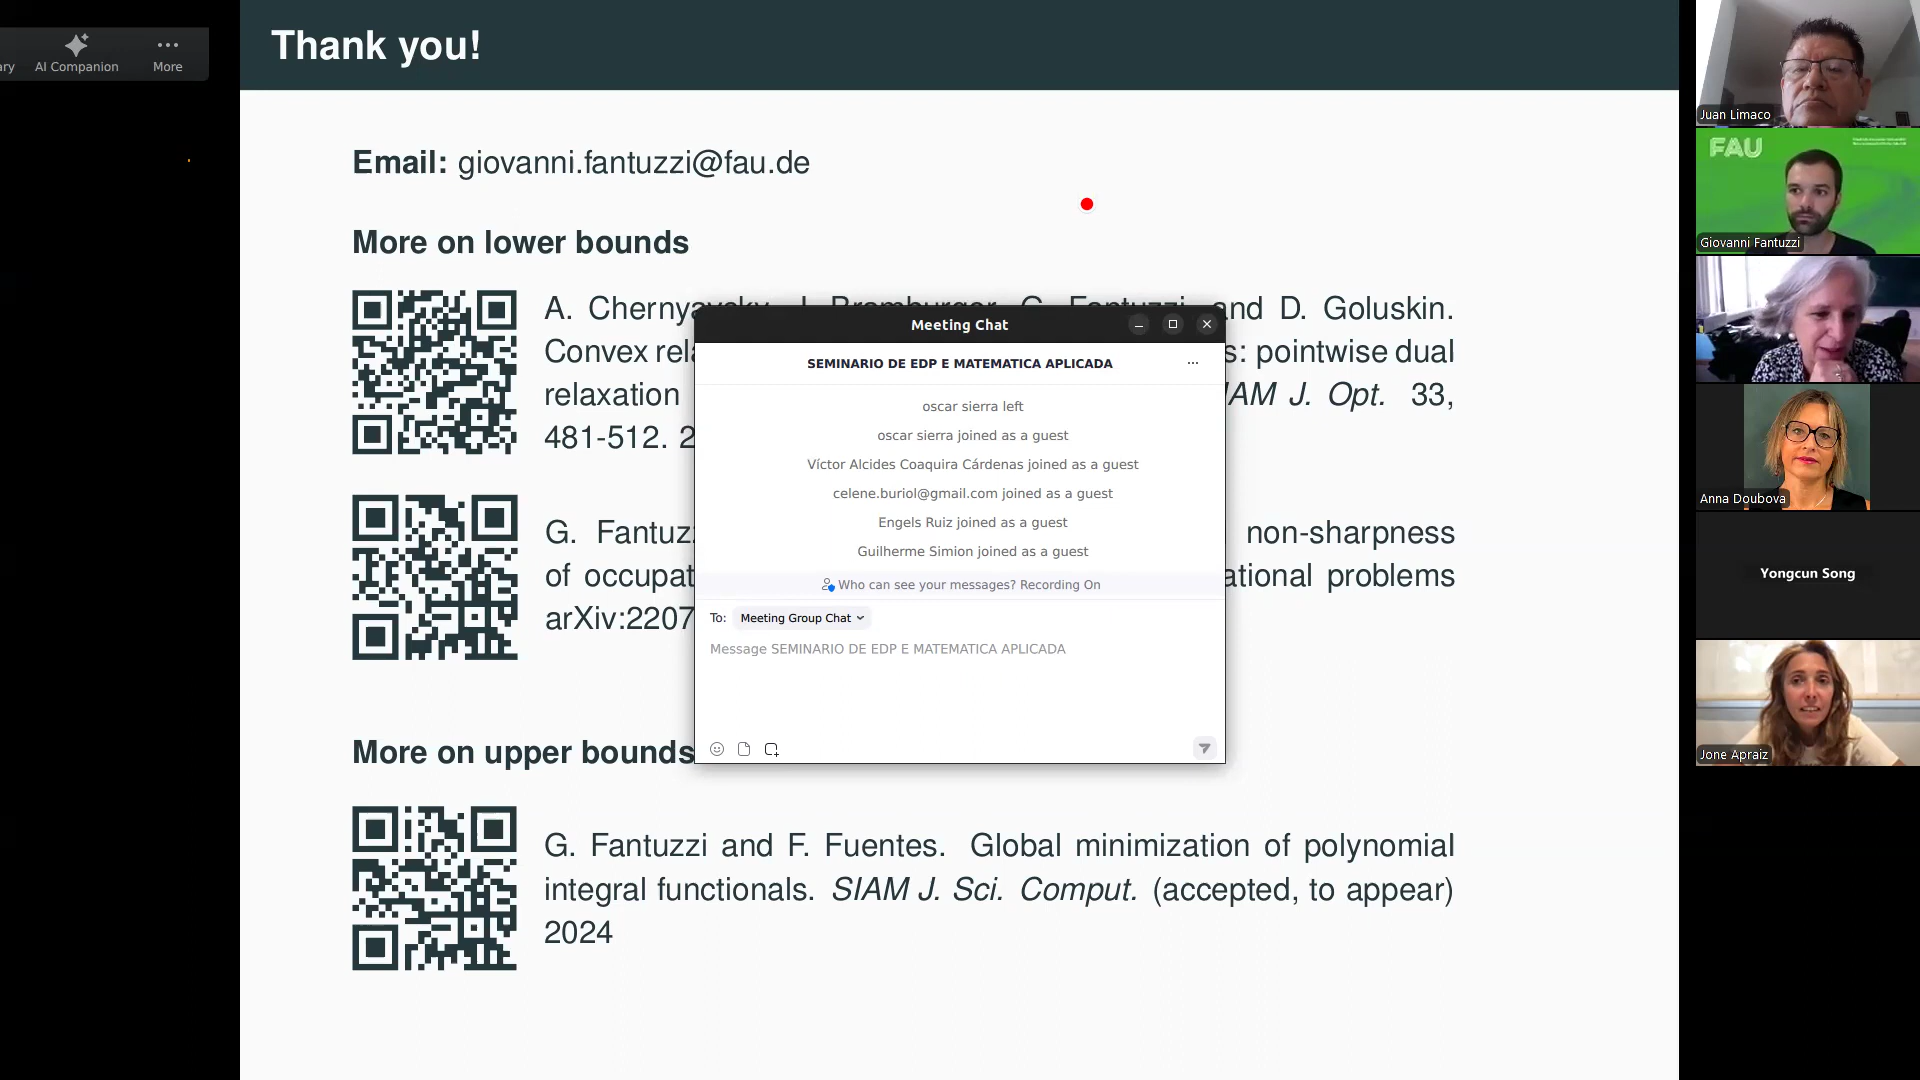 Thank you!
AI Companion
More
Email: giovanni.fantuzzi@fau.de
More on lower bounds
A. Chernyavsky, J. Bramburger, G. Fantuzzi, and D. Goluskin.
Convex rel
s: pointwise dual
relaxation
SIAM J. Opt. 33,
481-512. 2
G. Fantuz
non-sharpness
of occupat
ational problems
arXiv:2207
More on upper bounds
G. Fantuzzi and F. Fuentes. Global minimization of polynomial
integral functionals. SIAM J. Sci. Comput. (accepted, to appear)
2024
Meeting Chat
SEMINARIO DE EDP E MATEMATICA APLICADA
oscar sierra left
oscar sierra joined as a guest
Víctor Alcides Coaquira Cárdenas joined as a guest
celene.buriol@gmail.com joined as a guest
Engels Ruiz joined as a guest
Guilherme Simion joined as a guest
Who can see your messages? Recording On
To: Meeting Group Chat
Message SEMINARIO DE EDP E MATEMATICA APLICADA
Juan Limaco
FAU
Giovanni Fantuzzi
Anna Doubova
Yongcun Song
Jone Apraiz